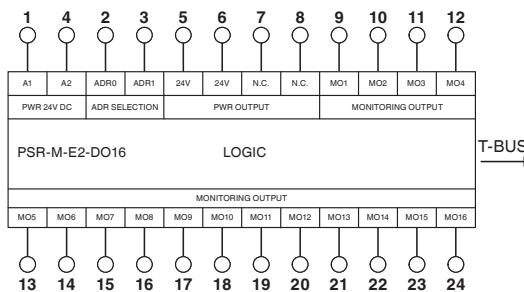 1 4 2 3 5 6 7 8 9 10 11 12
A1 A2 ADR0 ADR1 24V 24V N.C. N.C. MO1 MO2 MO3 MO4
PWR 24V DC ADR SELECTION PWR OUTPUT MONITORING OUTPUT
PSR-M-E2-DO16 LOGIC T-BUS
MONITORING OUTPUT
MO5 MO6 MO7 MO8 MO9 MO10 MO11 MO12 MO13 MO14 MO15 MO16
13 14 15 16 17 18 19 20 21 22 23 24